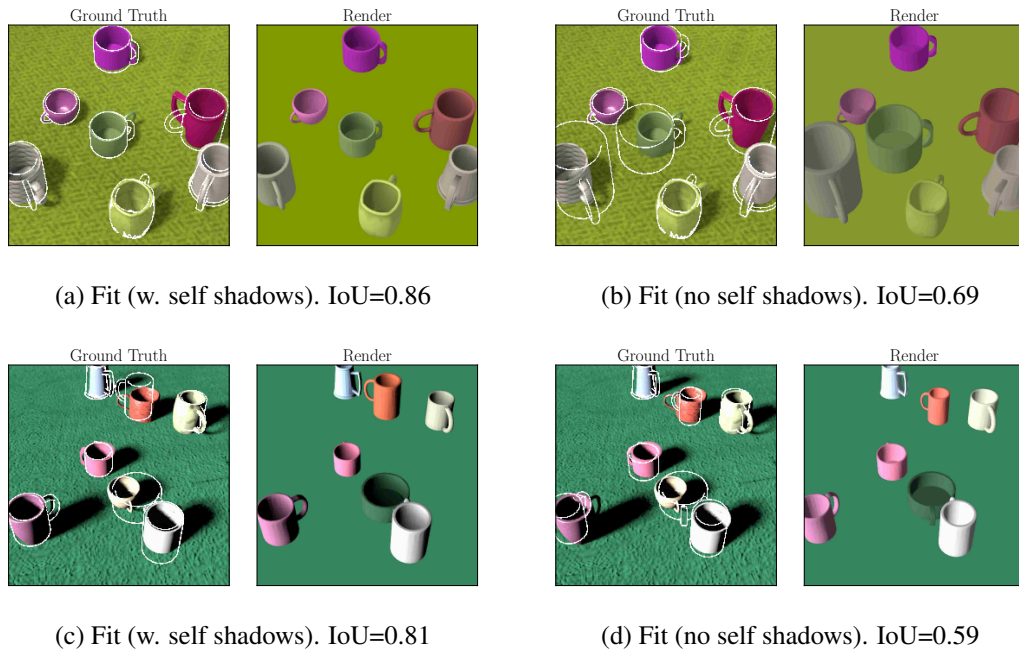 Ground Truth
Render
Ground Truth
Render
(a) Fit (w. self shadows). IoU=0.86
(b) Fit (no self shadows). IoU=0.69
Ground Truth
Render
Ground Truth
Render
(c) Fit (w. self shadows). IoU=0.81
(d) Fit (no self shadows). IoU=0.59